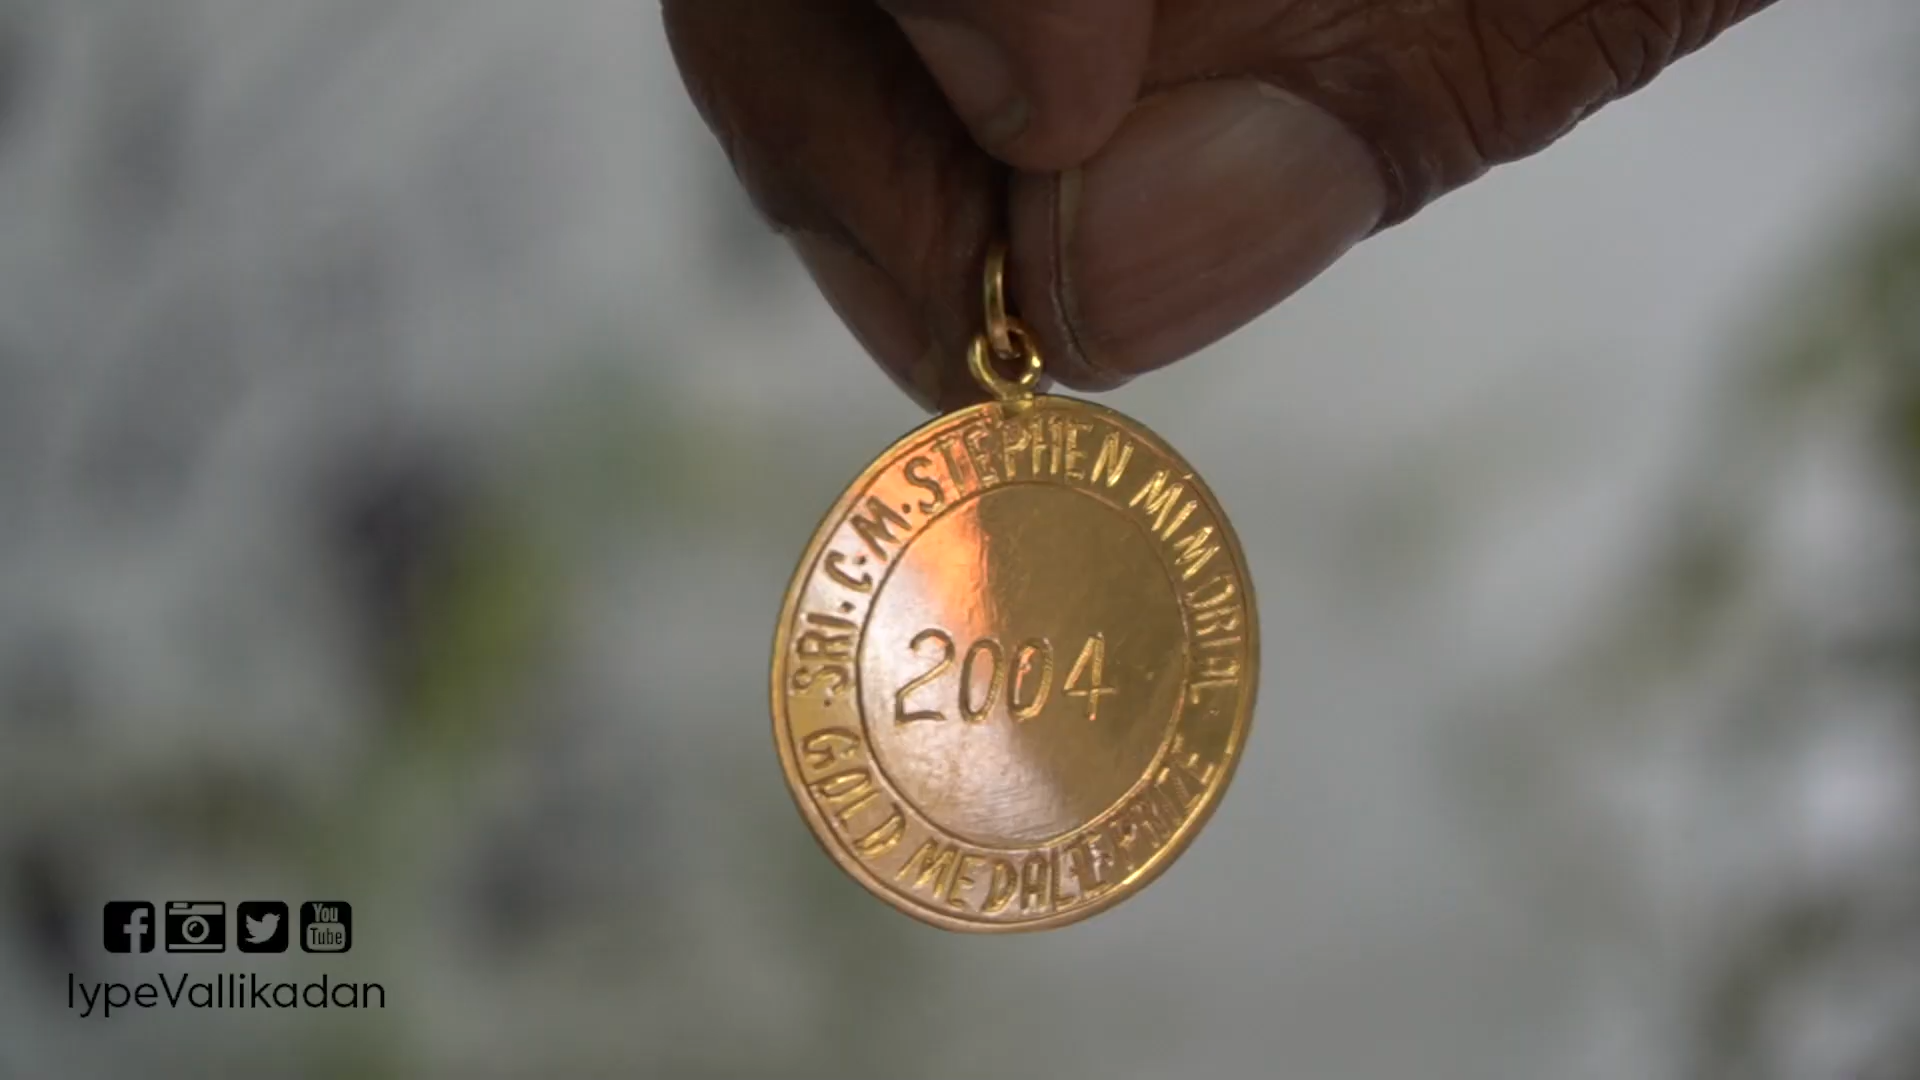 SRI. C. M. STEPHEN MIMORIAL
GOLD MEDAL
PRIZE
2004
You
Tube
IypeVallikadan